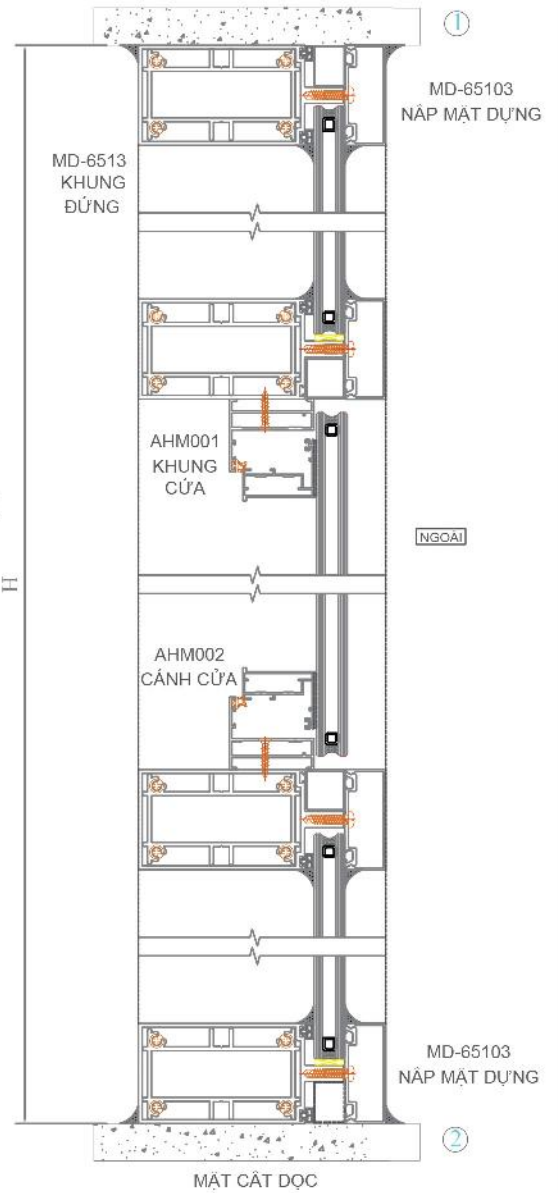 1
MD-65103
NẮP MẶT DỰNG
MD-6513
KHUNG
ĐỨNG
AHM001
KHUNG
CỬA
NGOÀI
H
AHM002
CÁNH CỬA
MD-65103
NẮP MẶT DỰNG
2
MẶT CẮT DỌC